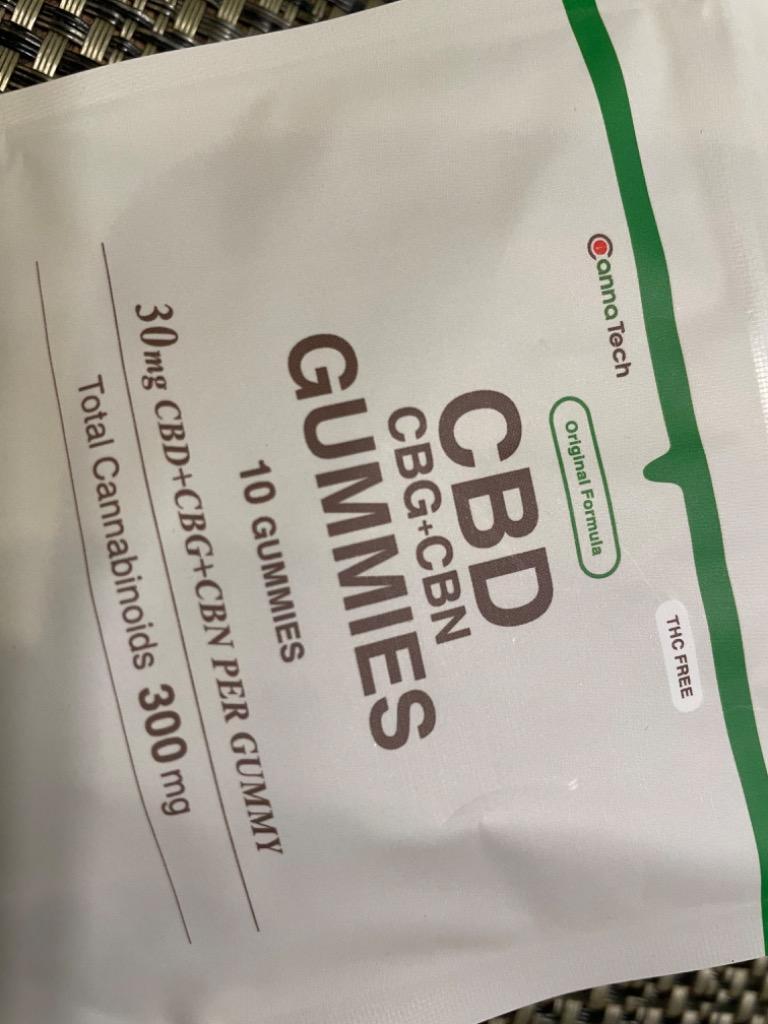 CannaTech
THC FREE
Original Formula
CBD
CBG+CBN
GUMMIES
10 GUMMIES
30mg CBD+CBG+CBN PER GUMMY
Total Cannabinoids 300mg